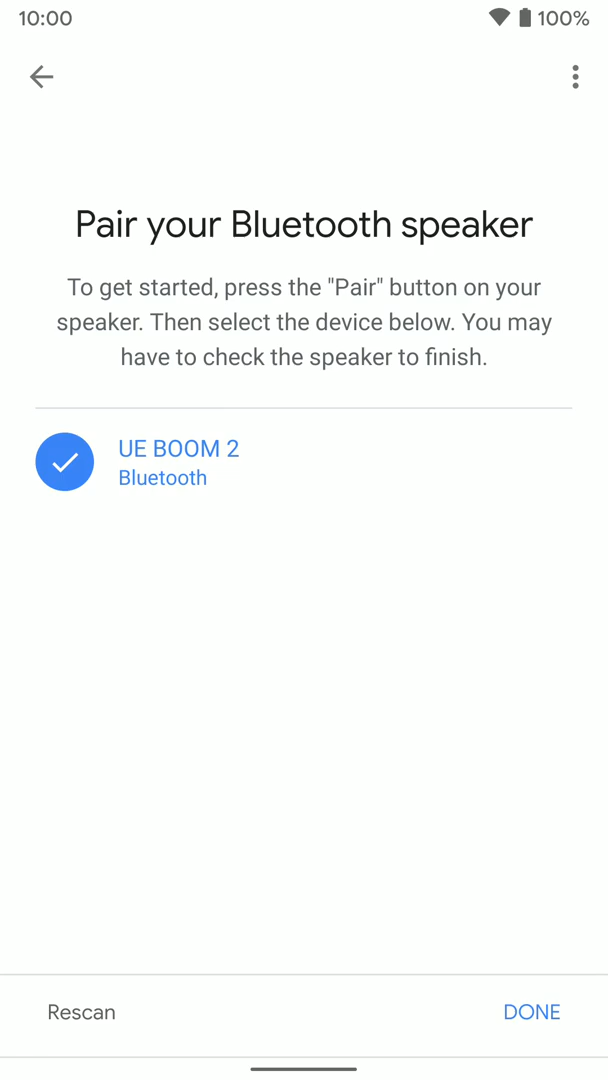 10:00 100%
Pair your Bluetooth speaker
To get started, press the "Pair" button on your
speaker. Then select the device below. You may
have to check the speaker to finish.
UE BOOM 2
Bluetooth
Rescan DONE